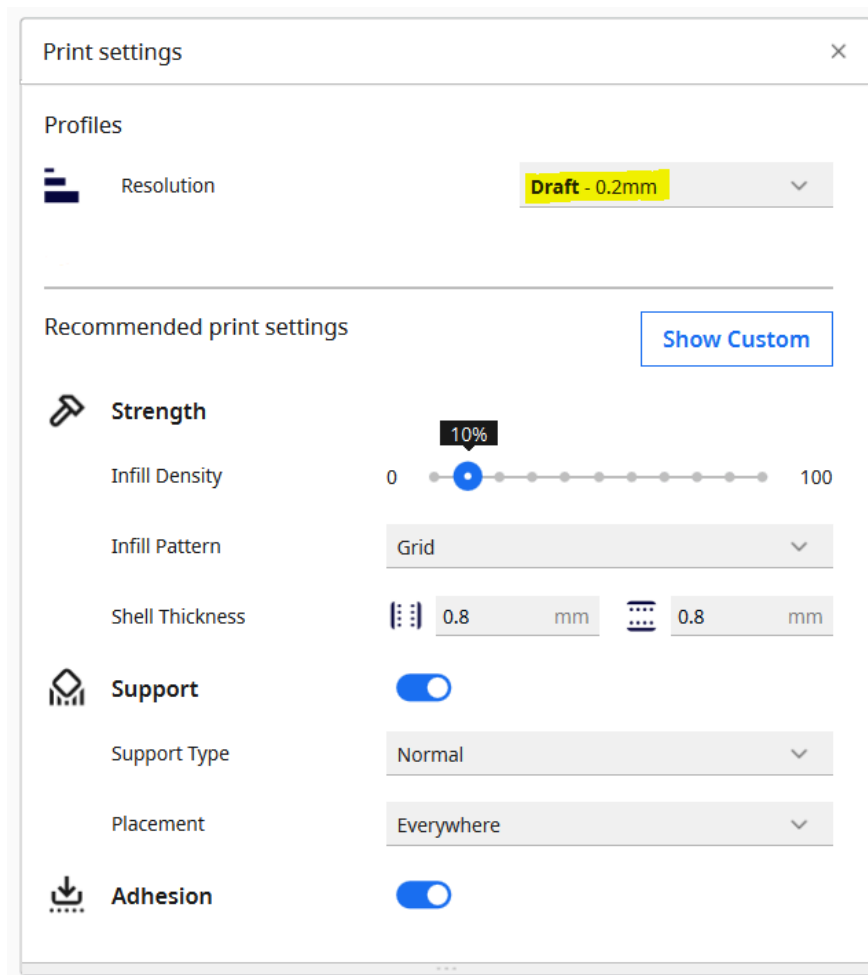 Print settings
Profiles
Resolution Draft - 0.2mm
Recommended print settings Show Custom
Strength
10%
Infill Density 0 100
Infill Pattern Grid
Shell Thickness 0.8 mm 0.8 mm
Support
Support Type Normal
Placement Everywhere
Adhesion